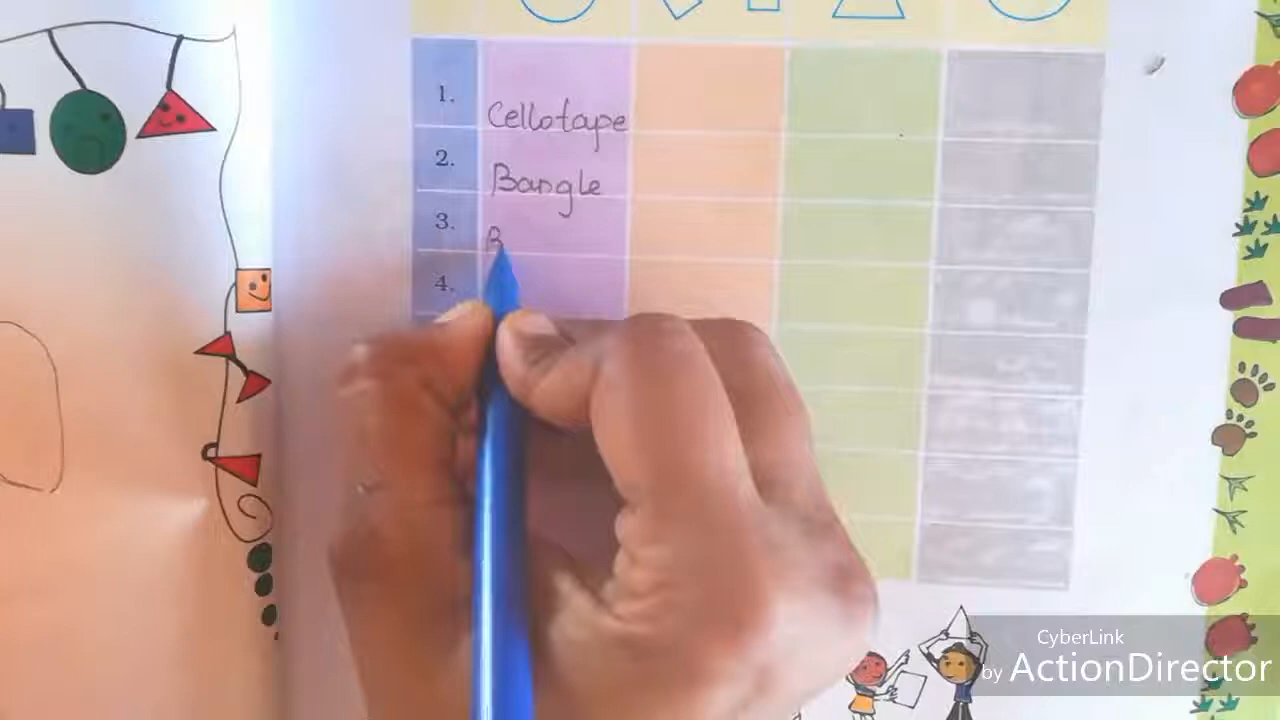 1.
Cellotape
2.
Bangle
3.
B
4.
CyberLink
by ActionDirector